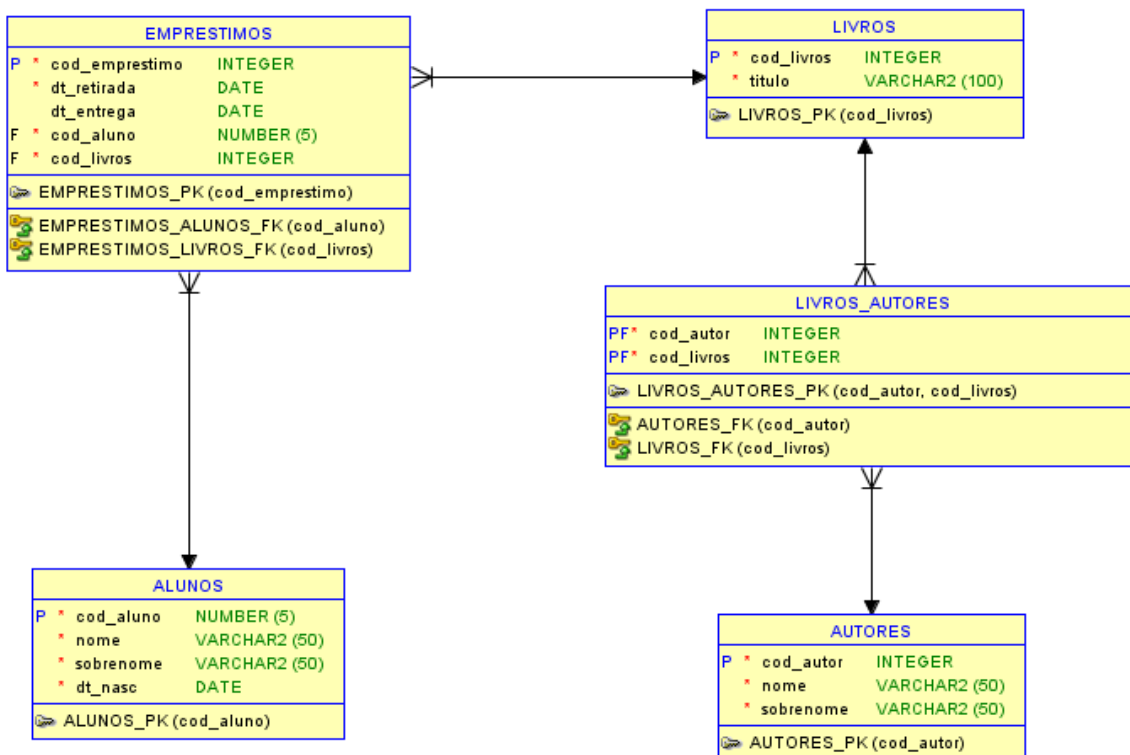 EMPRESTIMOS
P * cod_emprestimo INTEGER
* dt_retirada DATE
dt_entrega DATE
F * cod_aluno NUMBER (5)
F * cod_livros INTEGER
EMPRESTIMOS_PK (cod_emprestimo)
EMPRESTIMOS_ALUNOS_FK (cod_aluno)
EMPRESTIMOS_LIVROS_FK (cod_livros)
LIVROS
P * cod_livros INTEGER
* titulo VARCHAR2 (100)
LIVROS_PK (cod_livros)
LIVROS_AUTORES
PF* cod_autor INTEGER
PF* cod_livros INTEGER
LIVROS_AUTORES_PK (cod_autor, cod_livros)
AUTORES_FK (cod_autor)
LIVROS_FK (cod_livros)
ALUNOS
P * cod_aluno NUMBER (5)
* nome VARCHAR2 (50)
* sobrenome VARCHAR2 (50)
* dt_nasc DATE
ALUNOS_PK (cod_aluno)
AUTORES
P * cod_autor INTEGER
* nome VARCHAR2 (50)
* sobrenome VARCHAR2 (50)
AUTORES_PK (cod_autor)